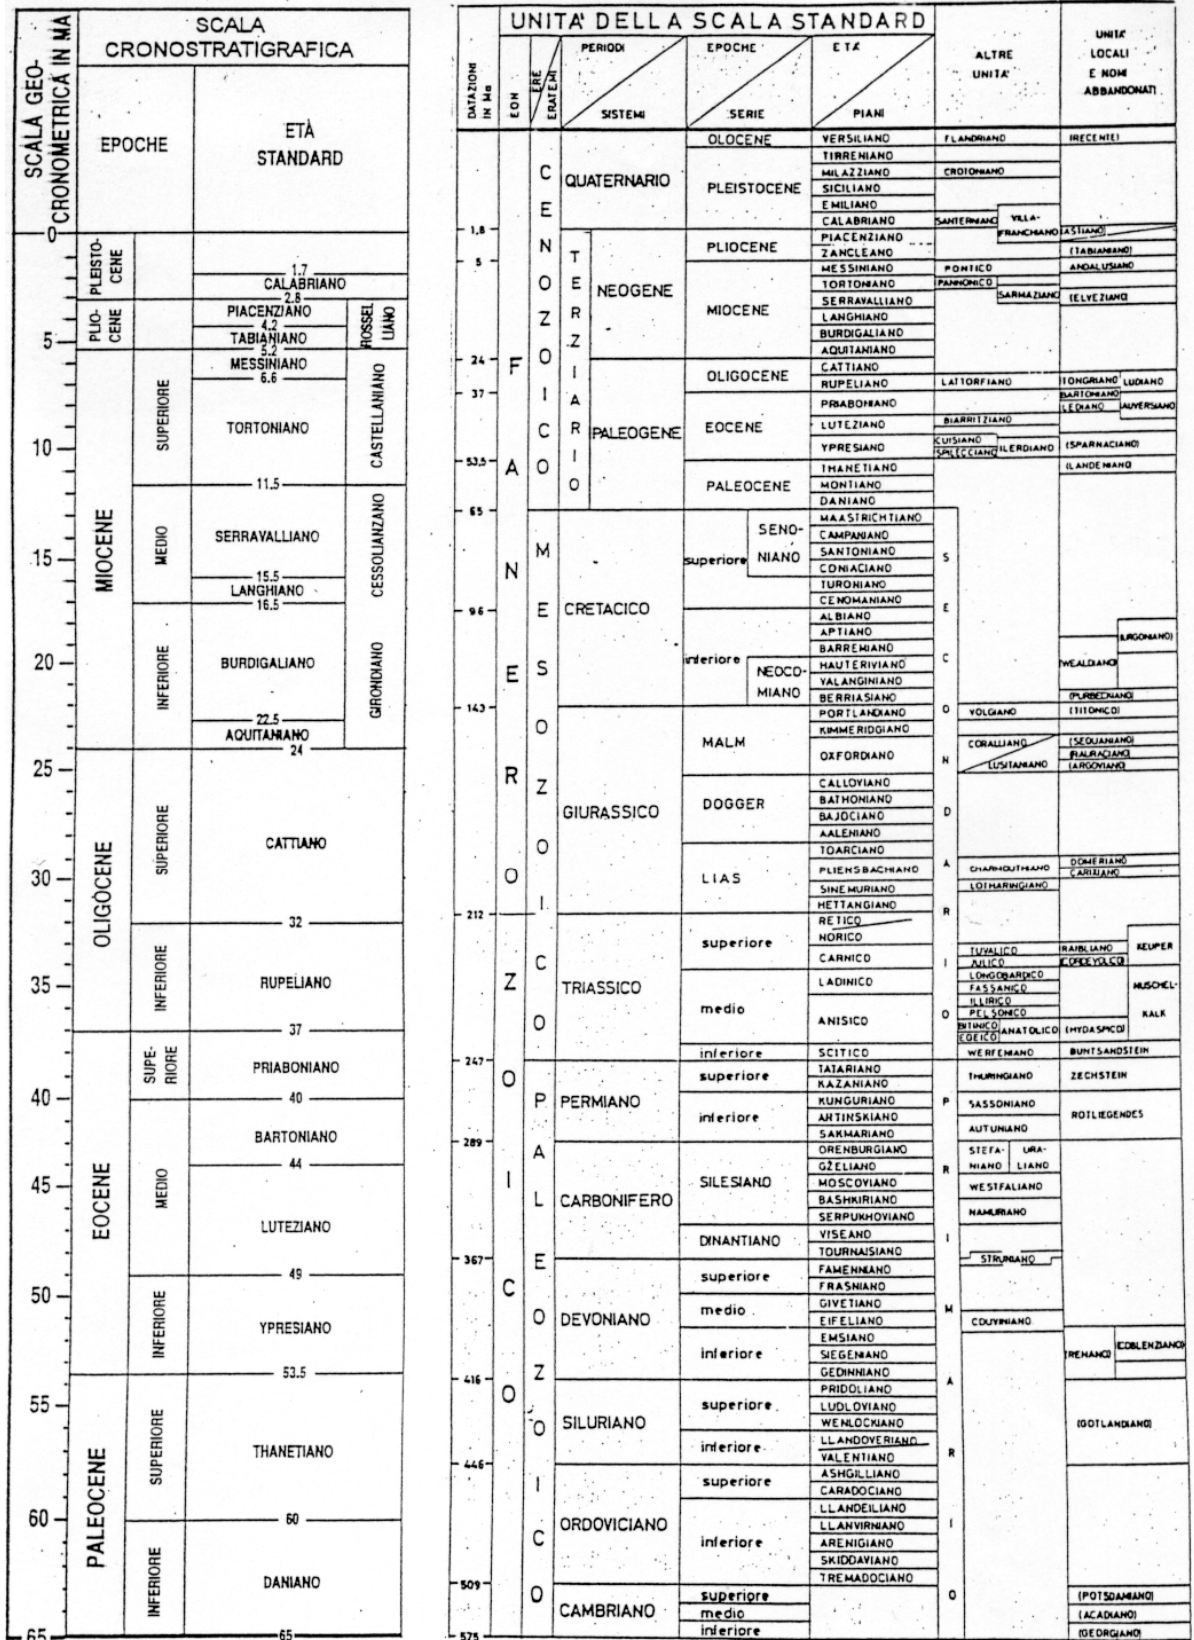 SCALA GEO-
CRONOMETRICA IN MA
SCALA
CRONOSTRATIGRAFICA
EPOCHE
ETÀ
STANDARD
0
5
10
15
20
25
30
35
40
45
50
55
60
65
PLEISTO-
CENE
PLIO-
CENE
MIOCENE
OLIGOCENE
EOCENE
PALEOCENE
SUPERIORE
MEDIO
INFERIORE
SUPERIORE
INFERIORE
SUPE-
RIORE
MEDIO
INFERIORE
SUPERIORE
INFERIORE
1.7
CALABRIANO
2.8
PIACENZIANO
4.2
TABIANIANO
5.2
MESSINIANO
6.6
TORTONIANO
11.5
SERRAVALLIANO
15.5
LANGHIANO
16.5
BURDIGALIANO
22.5
AQUITANIANO
24
CATTIANO
32
RUPELIANO
37
PRIABONIANO
40
BARTONIANO
44
LUTEZIANO
49
YPRESIANO
53.5
THANETIANO
60
DANIANO
65
ROSSEL
LIANO
CASTELLANIANO
CESSOLIANZANO
GIRONDIANO
UNITA' DELLA SCALA STANDARD
DATAZIONI
IN Ma
EON
ERE
ERATEMI
PERIODI
SISTEMI
EPOCHE
SERIE
ETA'
PIANI
ALTRE
UNITA'
UNITA'
LOCALI
E NOMI
ABBANDONATI
1,8
5
24
37
53,5
65
96
143
212
247
289
367
416
446
509
575
FANEROZOICO
CENOZOICO
MESOZOICO
PALEOZOICO
TERZIARIO
QUATERNARIO
NEOGENE
PALEOGENE
CRETACICO
GIURASSICO
TRIASSICO
PERMIANO
CARBONIFERO
DEVONIANO
SILURIANO
ORDOVICIANO
CAMBRIANO
OLOCENE
PLEISTOCENE
PLIOCENE
MIOCENE
OLIGOCENE
EOCENE
PALEOCENE
superiore
SENO-
NIANO
inferiore
NEOCO-
MIANO
MALM
DOGGER
LIAS
superiore
medio
inferiore
superiore
inferiore
SILESIANO
DINANTIANO
superiore
medio
inferiore
superiore
inferiore
superiore
inferiore
superiore
medio
inferiore
VERSILIANO
TIRRENIANO
MILAZZIANO
SICILIANO
EMILIANO
CALABRIANO
PIACENZIANO
ZANCLEANO
MESSINIANO
TORTONIANO
SERRAVALLIANO
LANGHIANO
BURDIGALIANO
AQUITANIANO
CATTIANO
RUPELIANO
PRIABONIANO
LUTEZIANO
YPRESIANO
THANETIANO
MONTIANO
DANIANO
MAASTRICHTIANO
CAMPANIANO
SANTONIANO
CONIACIANO
TURONIANO
CENOMANIANO
ALBIANO
APTIANO
BARREMIANO
HAUTERIVIANO
VALANGINIANO
BERRIASIANO
PORTLANDIANO
KIMMERIDGIANO
OXFORDIANO
CALLOVIANO
BATHONIANO
BAJOCIANO
AALENIANO
TOARCIANO
PLIENSBACHIANO
SINEMURIANO
HETTANGIANO
RETICO
NORICO
CARNICO
LADINICO
ANISICO
SCITICO
TATARIANO
KAZANIANO
KUNGURIANO
ARTINSKIANO
SAKMARIANO
ORENBURGIANO
GŻELIANO
MOSCOVIANO
BASHKIRIANO
SERPUKHOVIANO
VISEANO
TOURNAISIANO
FAMENNIANO
FRASNIANO
GIVETIANO
EIFELIANO
EMSIANO
SIEGENIANO
GEDINNIANO
PRIDOLIANO
LUDLOVIANO
WENLOCKIANO
LLANDOVERIANO
VALENTIANO
ASHGILLIANO
CARADOCIANO
LLANDEILIANO
LLANVIRNIANO
ARENIGIANO
SKIDDAVIANO
TREMADOCIANO
SECONDARIO
PRIMARIO
FLANDRIANO
CROTONIANO
SANTERNIANO
VILLA-
FRANCHIANO
PONTICO
PANNONICO
SARMAZIANO
LATTORFIANO
BIARRITZIANO
CUISIANO
SPILECCIANO
ILERDIANO
VOLGIANO
CORALLIANO
LUSITANIANO
CHARMOUTHIANO
LOTHARINGIANO
TUVALICO
JULICO
LONGOBARDICO
FASSANICO
ILLIRICO
PELSONICO
BITINICO
EGEICO
ANATOLICO
WERFENIANO
THURINGIANO
SASSONIANO
AUTUNIANO
STEFA-
NIANO
URA-
LIANO
WESTFALIANO
NAMURIANO
STRUNIANO
COUVINIANO
(RECENTE)
(ASTIANO)
(TABIANIANO)
ANDALUSIANO
(ELVEZIANO)
TONGRIANO
LUDIANO
BARTONIANO
LEDIANO
AUVERSIANO
(SPARNACIANO)
(LANDENIANO)
(URGONIANO)
(WEALDIANO)
(PURBECKIANO)
(TITONICO)
(SEQUANIANO)
(RAURACIANO)
(ARGOVIANO)
DOMERIANO
CARIXIANO
(RAIBLIANO
(CORDEVOLICO)
KEUPER
MUSCHEL-
KALK
(HYDASPICO)
BUNTSANDSTEIN
ZECHSTEIN
ROTLIEGENDES
(RENANO)
(COBLENZIANO)
(GOTLANDIANO)
(POTSDAMIANO)
(ACADIANO)
(GEORGIANO)